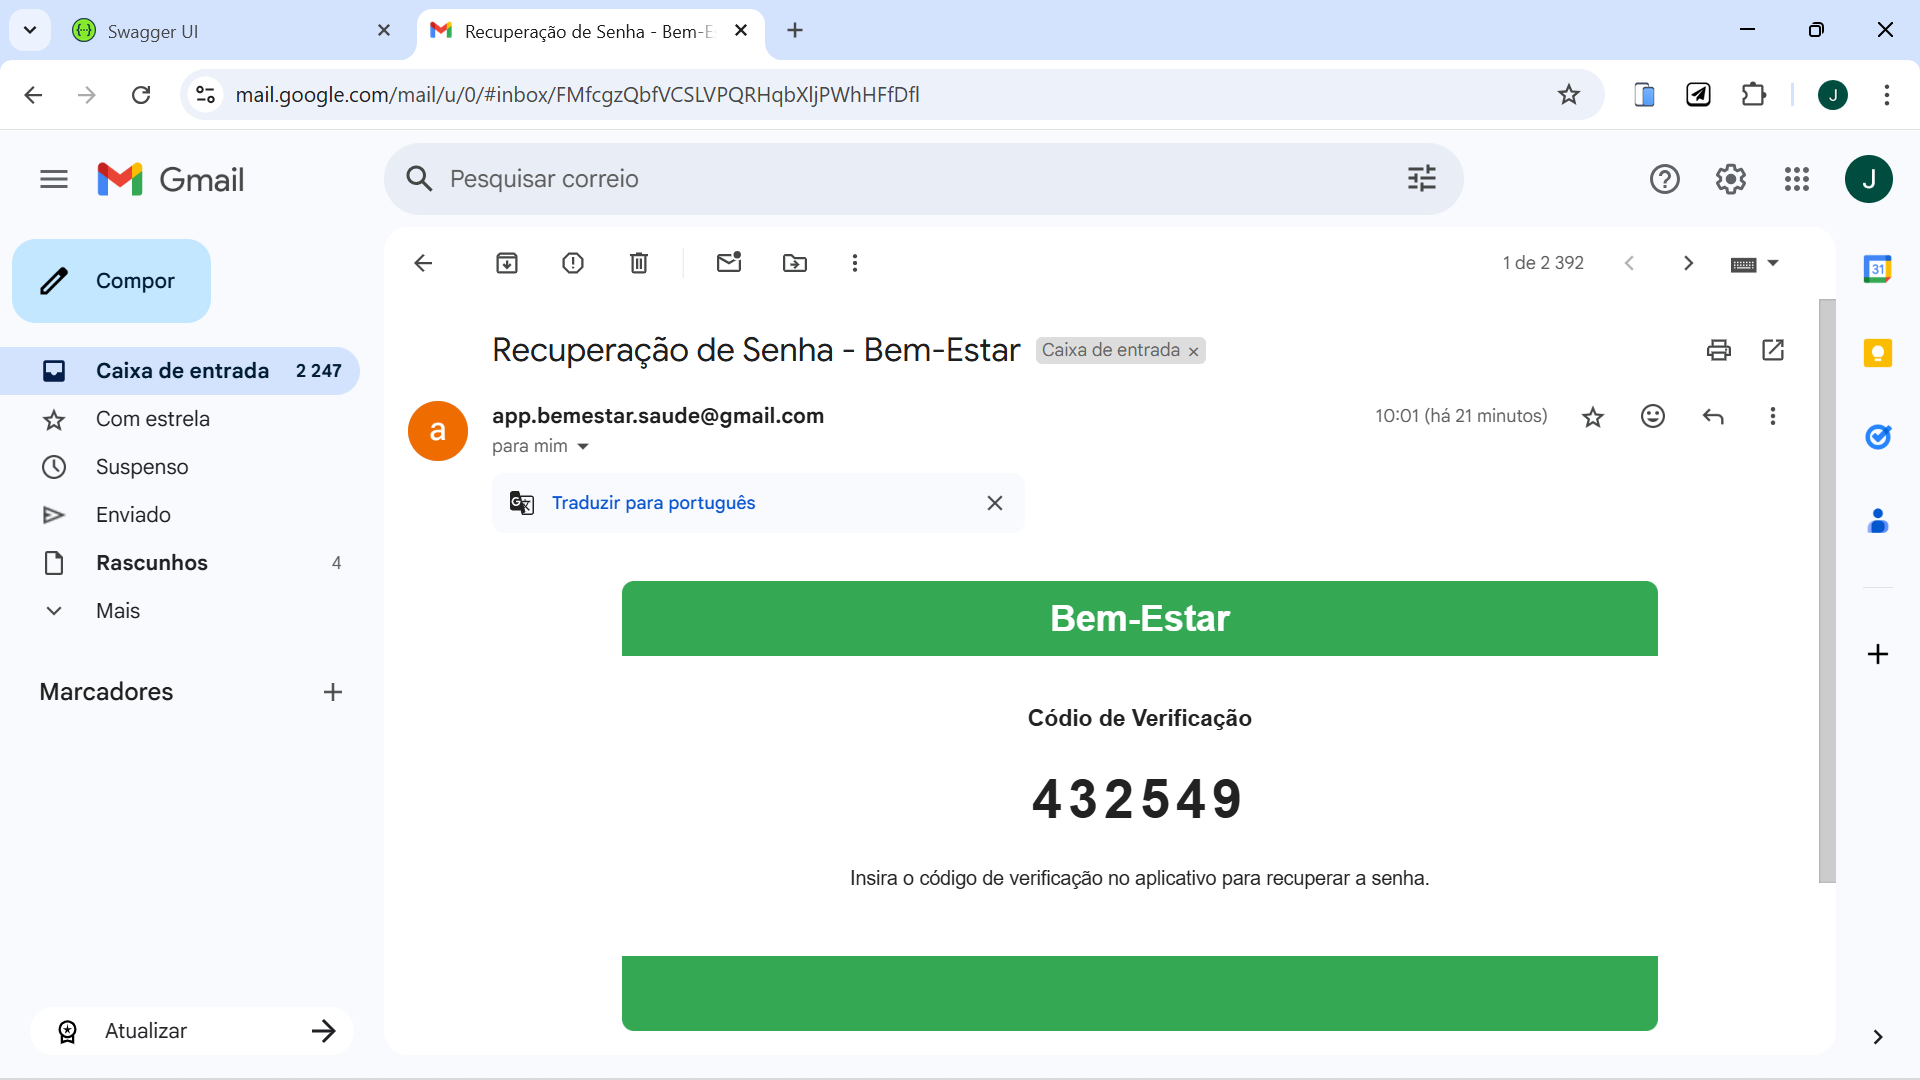 Swagger UI
Recuperação de Senha - Bem-E
mail.google.com/mail/u/0/#inbox/FMfcgzQbfVCSLVPQRHqbXljPWhHFfDfl
J
Gmail
Pesquisar correio
J
Compor
1 de 2 392
31
Caixa de entrada 2 247
Com estrela
Suspenso
Enviado
Rascunhos 4
Mais
Marcadores
Atualizar
Recuperação de Senha - Bem-Estar Caixa de entrada ×
a
app.bemestar.saude@gmail.com
10:01 (há 21 minutos)
para mim
Traduzir para português
Bem-Estar
Códio de Verificação
432549
Insira o código de verificação no aplicativo para recuperar a senha.